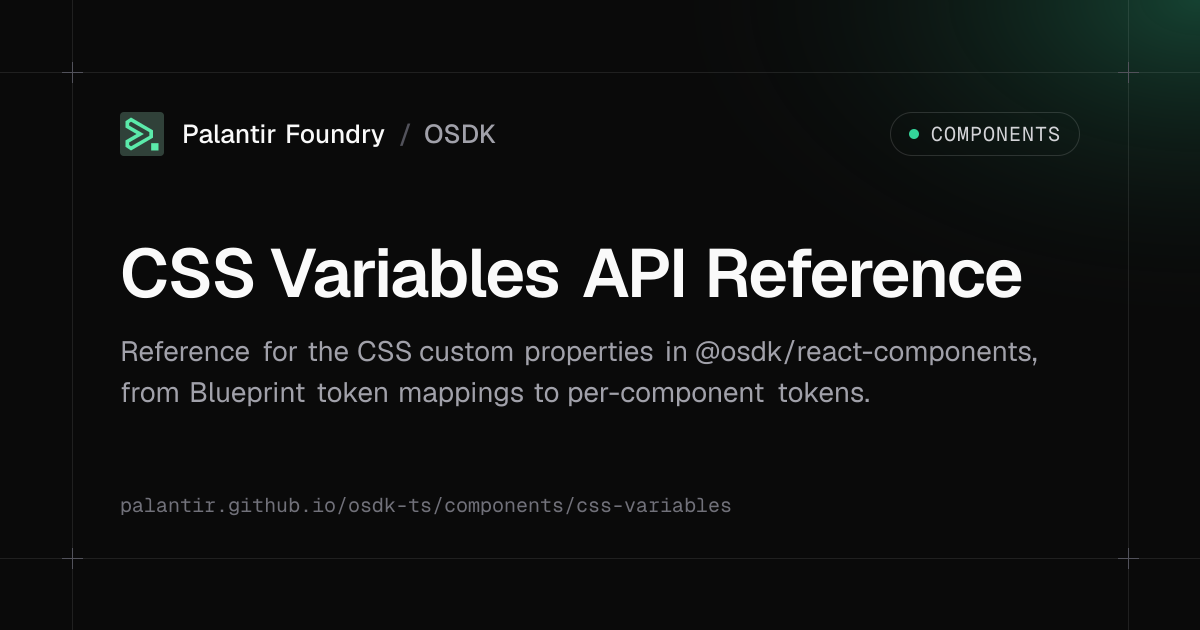 Palantir Foundry / OSDK
COMPONENTS
CSS Variables API Reference
Reference for the CSS custom properties in @osdk/react-components,
from Blueprint token mappings to per-component tokens.
palantir.github.io/osdk-ts/components/css-variables